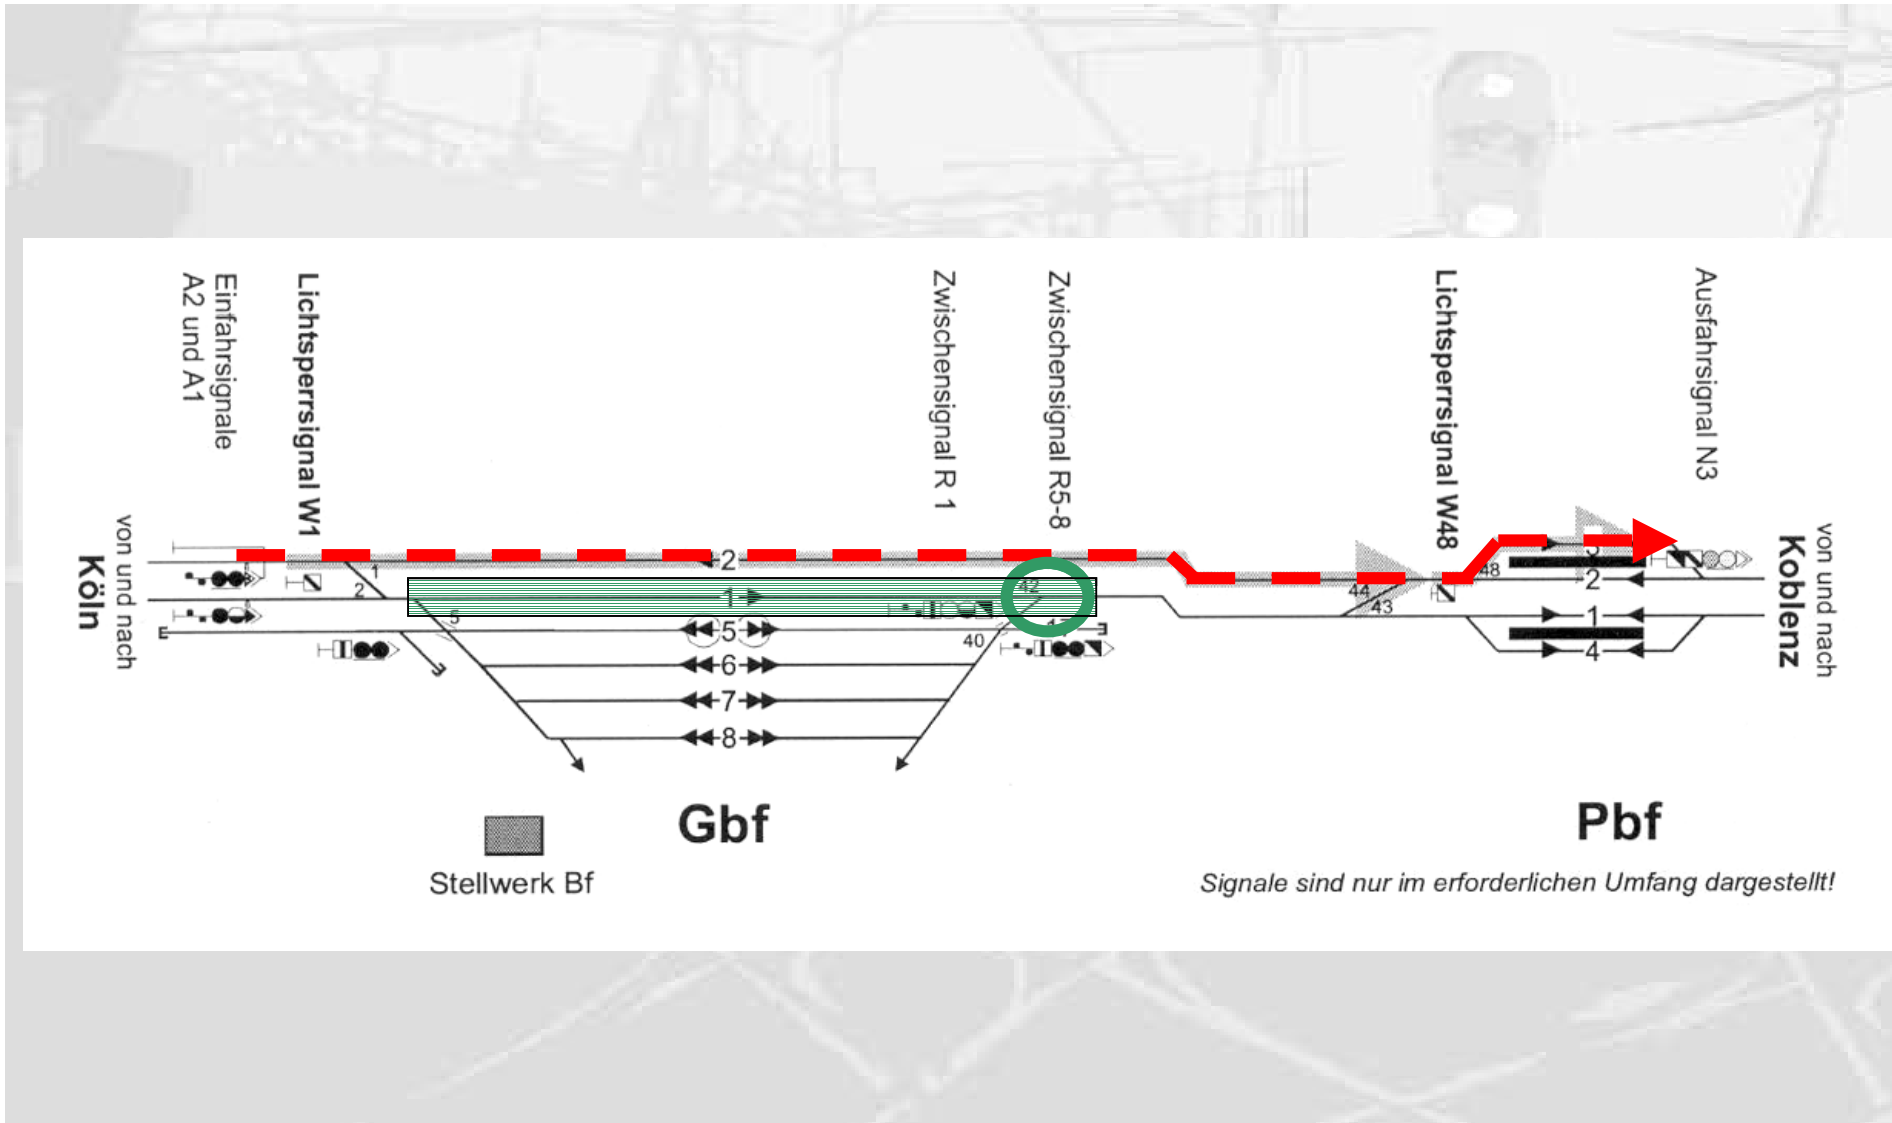 Einfahrsignale
A2 und A1
Lichtsperrsignal W1
Zwischensignal R 1
Zwischensignal R5-8
Lichtsperrsignal W48
Ausfahrsignal N3
von und nach
Köln
von und nach
Koblenz
2
1
2
1
5
42
5
40
17
6
7
8
44
43
48
3
2
1
4
Gbf
Pbf
Stellwerk Bf
Signale sind nur im erforderlichen Umfang dargestellt!